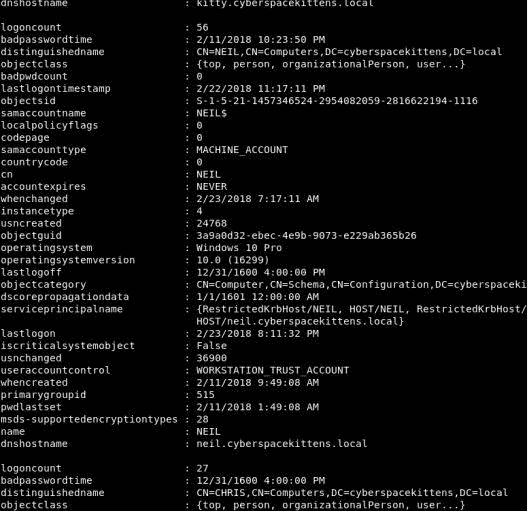 dnshostname : kitty.cyberspacekittens.local
logoncount : 56
badpasswordtime : 2/11/2018 10:23:50 PM
distinguishedname : CN=NEIL,CN=Computers,DC=cyberspacekittens,DC=local
objectclass : {top, person, organizationalPerson, user...}
badpwdcount : 0
lastlogontimestamp : 2/22/2018 11:17:11 PM
objectsid : S-1-5-21-1457346524-2954082059-2816622194-1116
samaccountname : NEIL$
localpolicyflags : 0
codepage : 0
samaccounttype : MACHINE_ACCOUNT
countrycode : 0
cn : NEIL
accountexpires : NEVER
whenchanged : 2/23/2018 7:17:11 AM
instancetype : 4
usncreated : 24768
objectguid : 3a9a0d32-ebec-4e9b-9073-e229ab365b26
operatingsystem : Windows 10 Pro
operatingsystemversion : 10.0 (16299)
lastlogoff : 12/31/1600 4:00:00 PM
objectcategory : CN=Computer,CN=Schema,CN=Configuration,DC=cyberspaceki
dscorepropagationdata : 1/1/1601 12:00:00 AM
serviceprincipalname : {RestrictedKrbHost/NEIL, HOST/NEIL, RestrictedKrbHost/
HOST/neil.cyberspacekittens.local}
lastlogon : 2/23/2018 8:11:32 PM
iscriticalsystemobject : False
usnchanged : 36900
useraccountcontrol : WORKSTATION_TRUST_ACCOUNT
whencreated : 2/11/2018 9:49:08 AM
primarygroupid : 515
pwdlastset : 2/11/2018 1:49:08 AM
msds-supportedencryptiontypes : 28
name : NEIL
dnshostname : neil.cyberspacekittens.local
logoncount : 27
badpasswordtime : 12/31/1600 4:00:00 PM
distinguishedname : CN=CHRIS,CN=Computers,DC=cyberspacekittens,DC=local
objectclass : {top, person, organizationalPerson, user...}